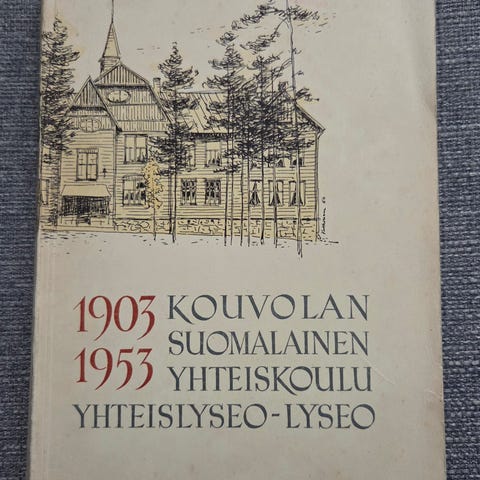 1903 KOUVOLAN
SUOMALAINEN
1953 YHTEISKOULU
YHTEISLYSEO-LYSEO